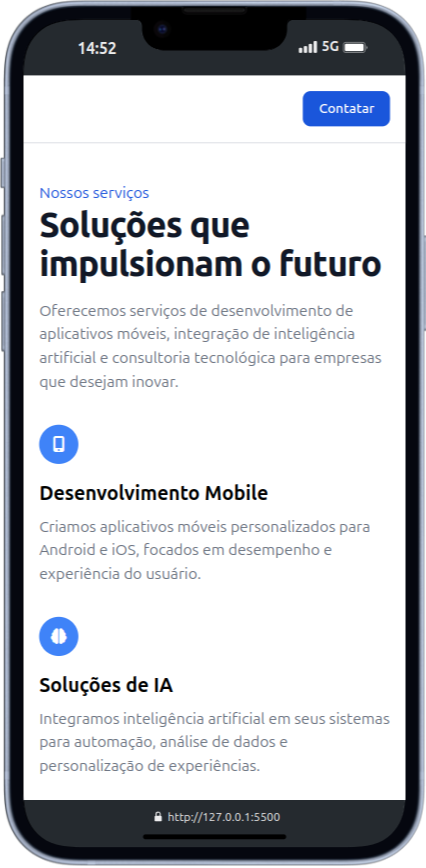 14:52
5G
Contatar
Nossos serviços
Soluções que
impulsionam o futuro
Oferecemos serviços de desenvolvimento de
aplicativos móveis, integração de inteligência
artificial e consultoria tecnológica para empresas
que desejam inovar.
Desenvolvimento Mobile
Criamos aplicativos móveis personalizados para
Android e iOS, focados em desempenho e
experiência do usuário.
Soluções de IA
Integramos inteligência artificial em seus sistemas
para automação, análise de dados e
personalização de experiências.
http://127.0.0.1:5500